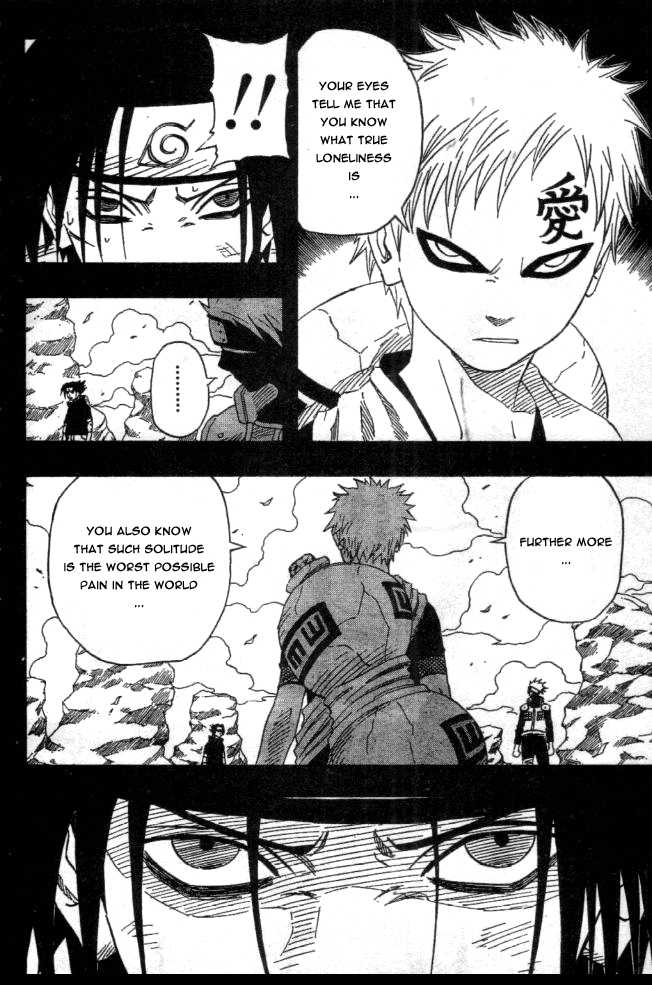 YOUR EYES
TELL ME THAT
YOU KNOW
WHAT TRUE
LONELINESS
IS
...
愛
!!
.......
FURTHER MORE
...
YOU ALSO KNOW
THAT SUCH SOLITUDE
IS THE WORST POSSIBLE
PAIN IN THE WORLD
...